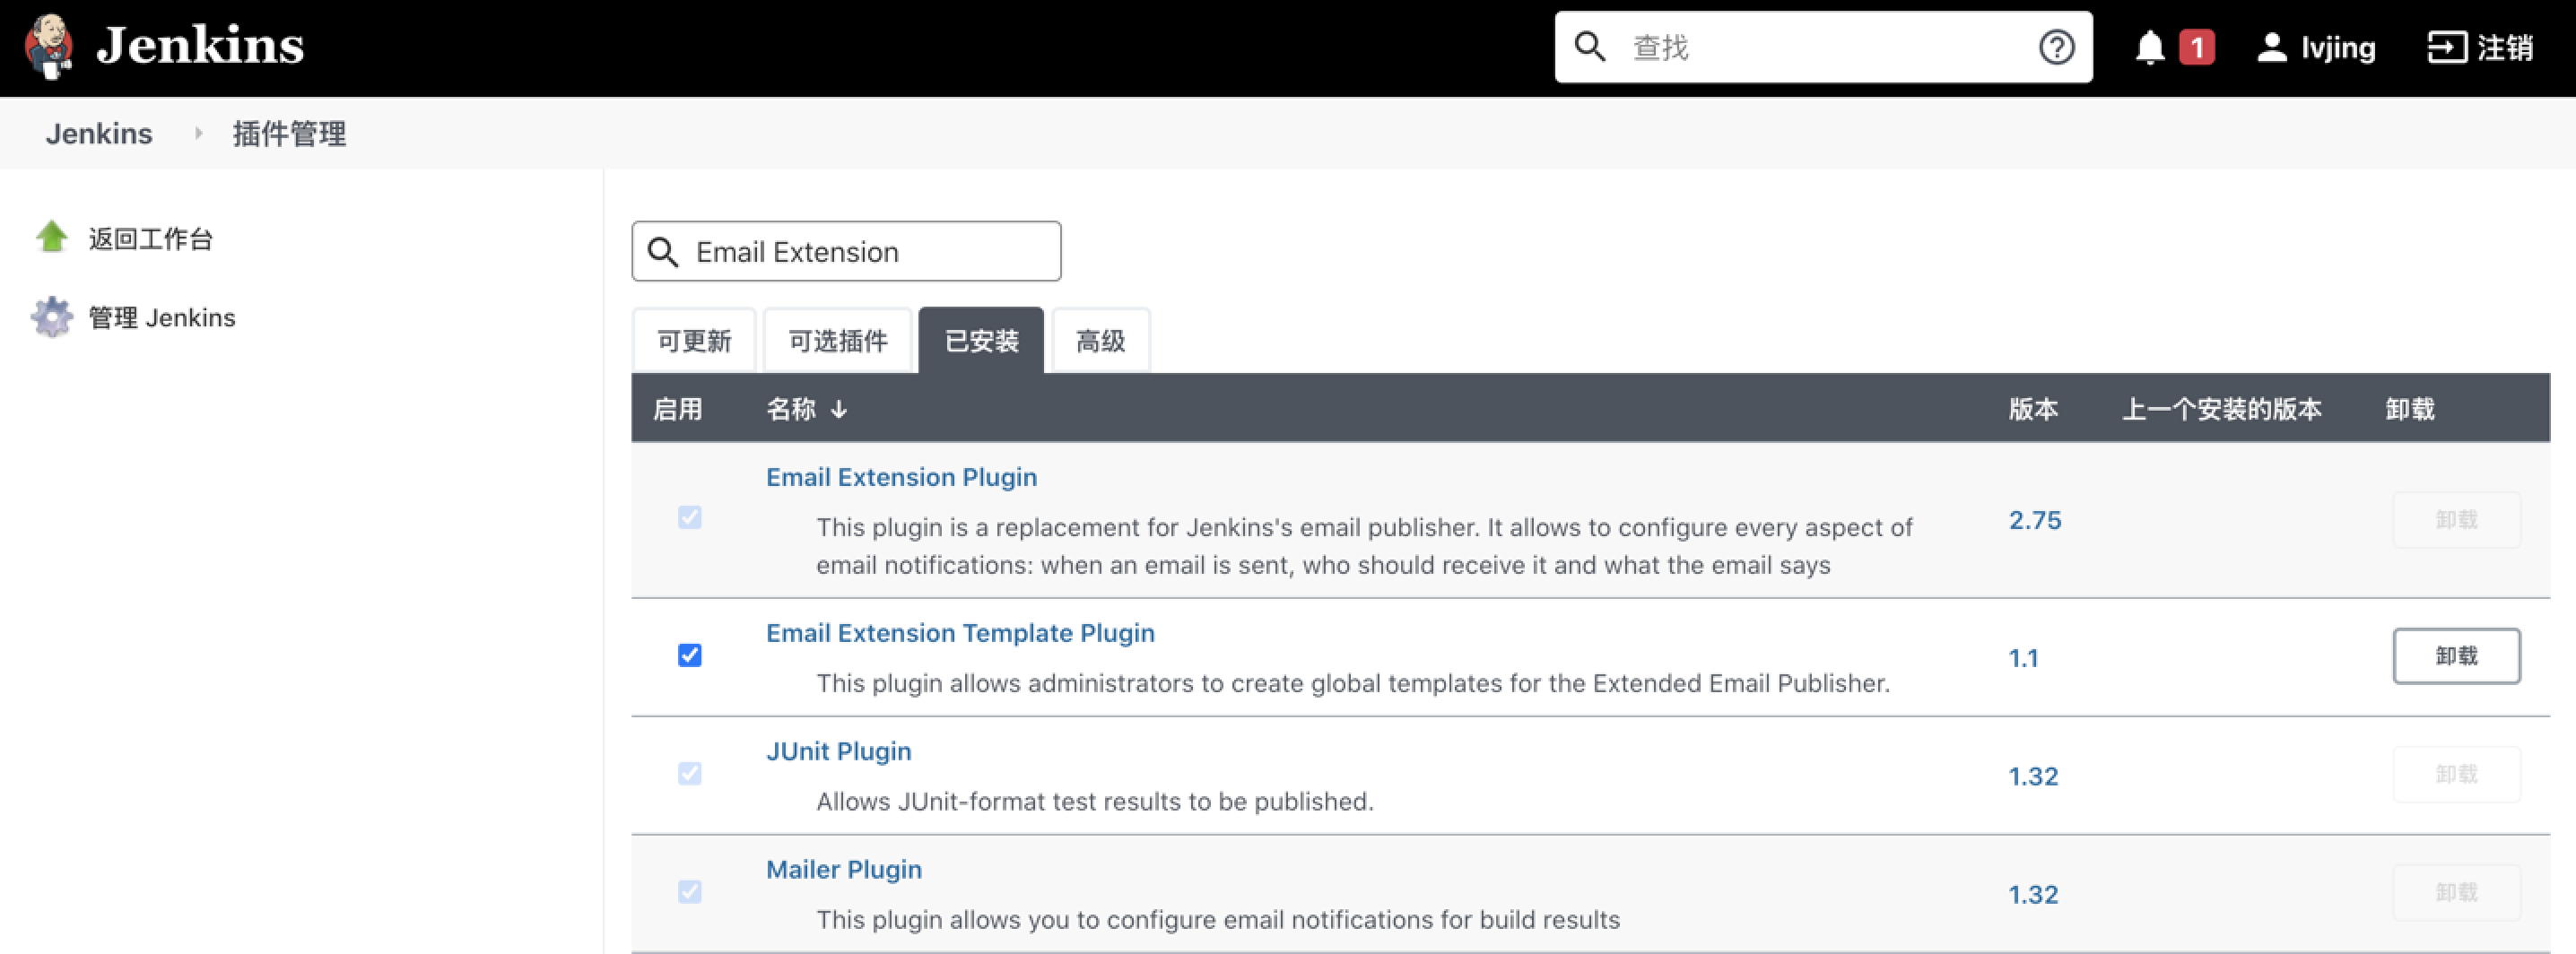 Jenkins
查找
1
lvjing
注销
Jenkins
插件管理
返回工作台
管理 Jenkins
Email Extension
可更新
可选插件
已安装
高级
启用 名称 ↓ 版本 上一个安装的版本 卸载
Email Extension Plugin
This plugin is a replacement for Jenkins's email publisher. It allows to configure every aspect of
email notifications: when an email is sent, who should receive it and what the email says
2.75
卸载
Email Extension Template Plugin
This plugin allows administrators to create global templates for the Extended Email Publisher.
1.1
卸载
JUnit Plugin
Allows JUnit-format test results to be published.
1.32
卸载
Mailer Plugin
This plugin allows you to configure email notifications for build results
1.32
卸载